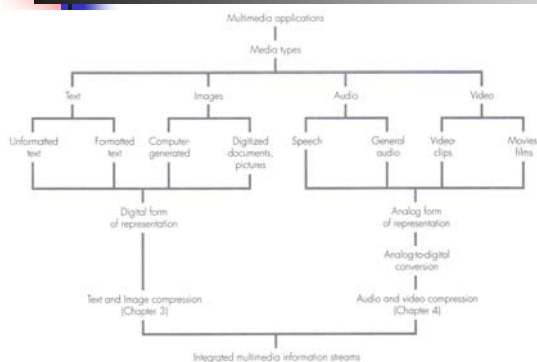 Multimedia applications
Media types
Text Images Audio Video
Unformatted text
Formatted text
Computer-generated
Digitized documents, pictures
Speech
General audio
Video-clips
Movies films
Digital form of representation
Analog form of representation
Analog-to-digital conversion
Text and Image compression (Chapter 3)
Audio and video compression (Chapter 4)
Integrated multimedia information streams